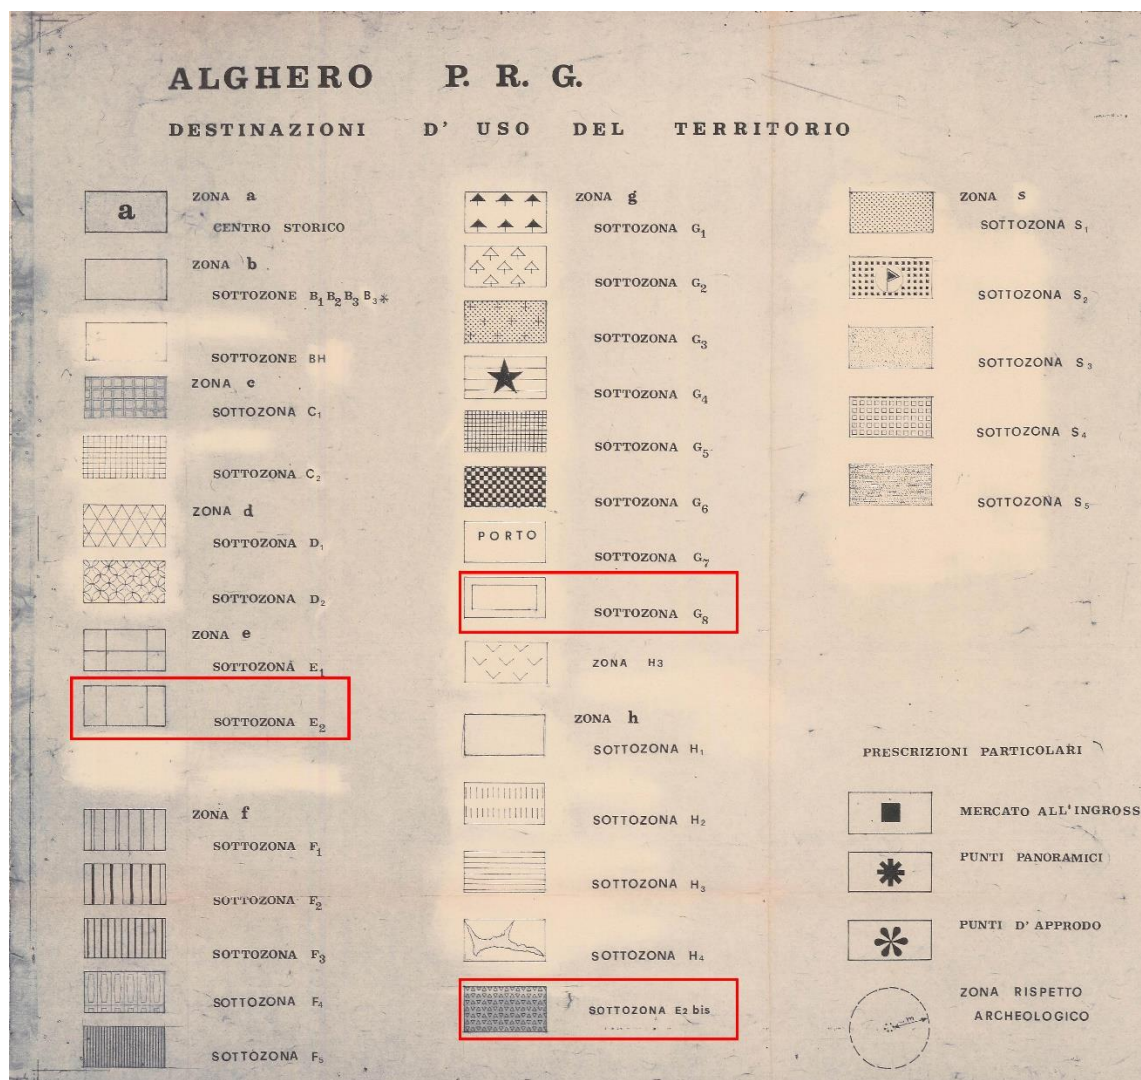 ALGHERO P. R. G.
DESTINAZIONI D' USO DEL TERRITORIO
a
ZONA a
CENTRO STORICO
ZONA b
SOTTOZONE B1 B2 B3 B3*
SOTTOZONE BH
ZONA c
SOTTOZONA C1
SOTTOZONA C2
ZONA d
SOTTOZONA D1
SOTTOZONA D2
ZONA e
SOTTOZONA E1
SOTTOZONA E2
ZONA f
SOTTOZONA F1
SOTTOZONA F2
SOTTOZONA F3
SOTTOZONA F4
SOTTOZONA F5
ZONA g
SOTTOZONA G1
SOTTOZONA G2
SOTTOZONA G3
SOTTOZONA G4
SOTTOZONA G5
SOTTOZONA G6
PORTO
SOTTOZONA G7
SOTTOZONA G8
ZONA H3
ZONA h
SOTTOZONA H1
SOTTOZONA H2
SOTTOZONA H3
SOTTOZONA H4
SOTTOZONA E2 bis
ZONA s
SOTTOZONA S1
SOTTOZONA S2
SOTTOZONA S3
SOTTOZONA S4
SOTTOZONA S5
PRESCRIZIONI PARTICOLARI
MERCATO ALL'INGROSS
PUNTI PANORAMICI
PUNTI D'APPRODO
ZONA RISPETTO
ARCHEOLOGICO